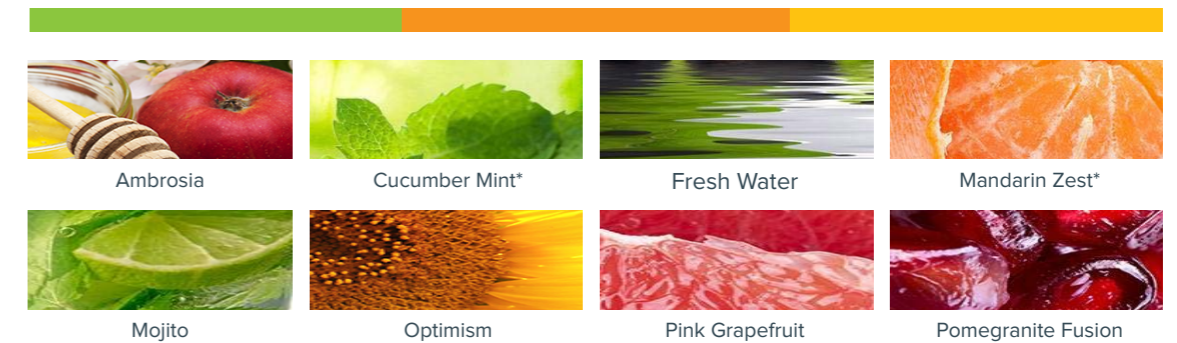 Ambrosia
Cucumber Mint*
Fresh Water
Mandarin Zest*
Mojito
Optimism
Pink Grapefruit
Pomegranite Fusion